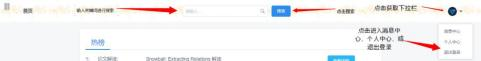 首页
输入关键词进行搜索
请输入...
搜索
点击搜索
点击获取下拉栏
点击进入消息中
心、个人中心、或
退出登录
消息中心
个人中心
退出登录
热榜
1. 论文解读: Snowball: Extracting Relations 解读